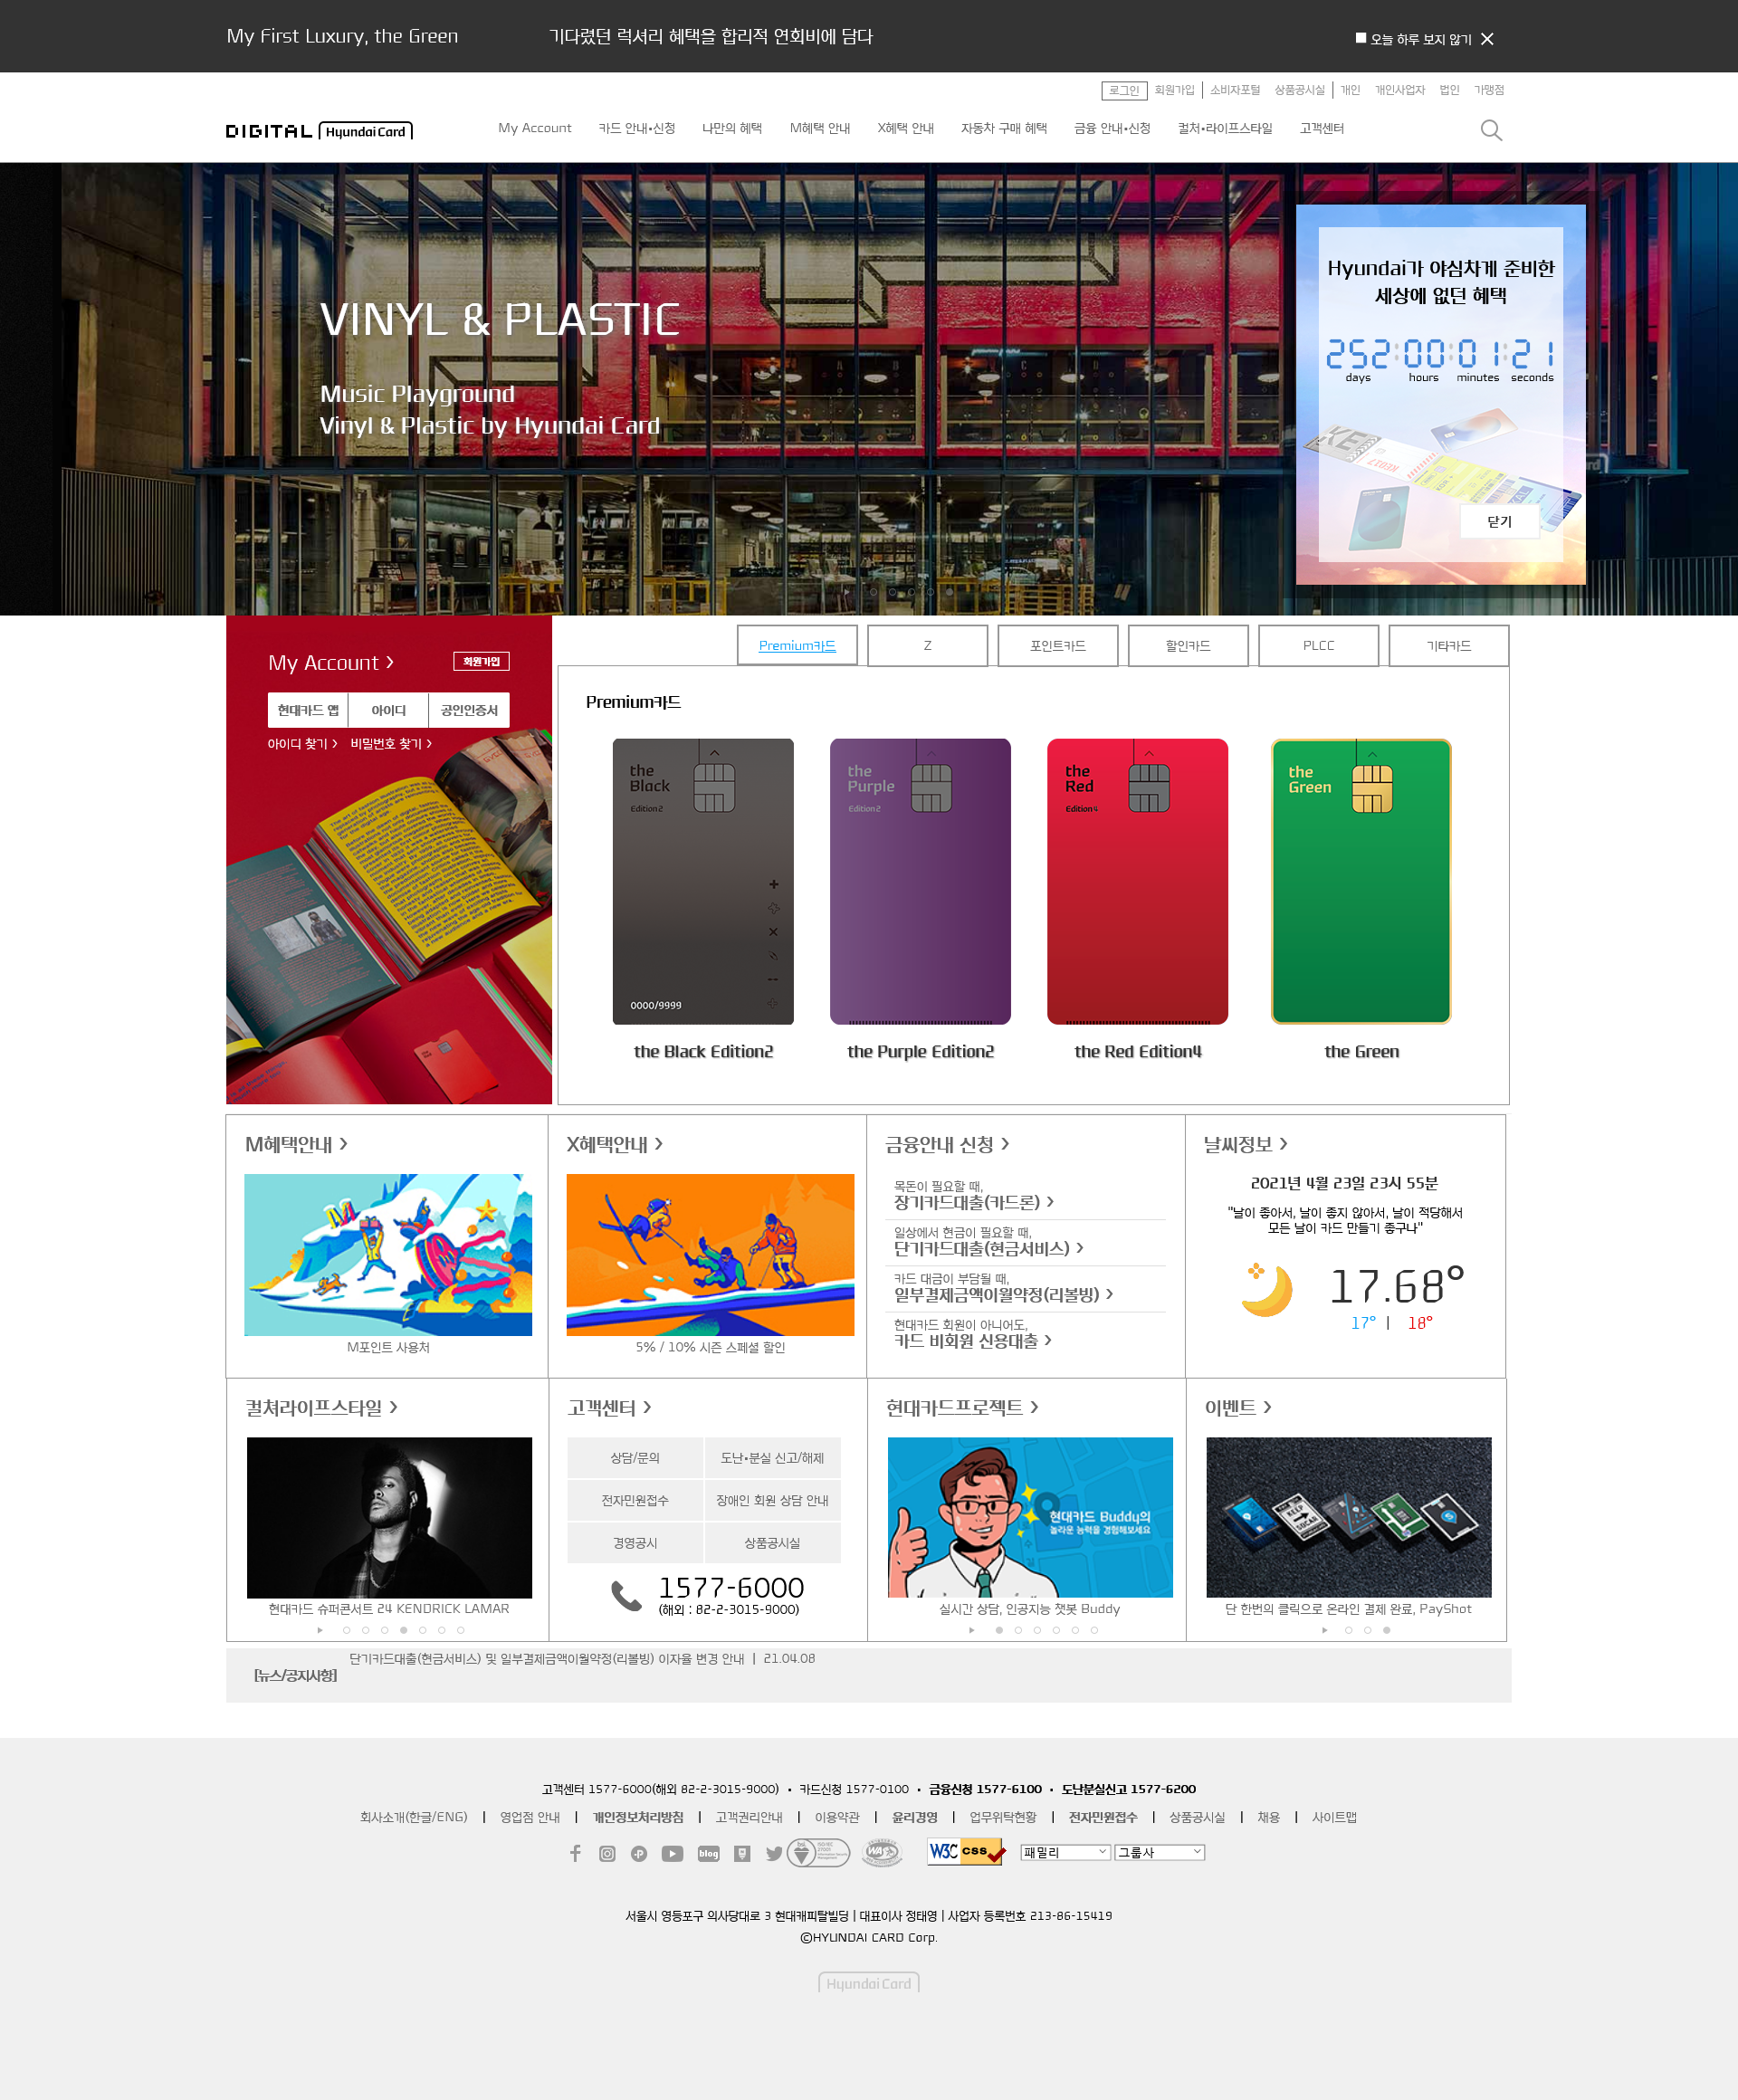 My First Luxury, the Green
기다렸던 럭셔리 혜택을 합리적 연회비에 담다
오늘 하루 보지 않기
로그인 회원가입 소비자포털 상품공시실 개인 개인사업자 법인 가맹점
DIGITAL Hyundai Card
My Account 카드 안내•신청 나만의 혜택 M혜택 안내 X혜택 안내 자동차 구매 혜택 금융 안내•신청 컬처•라이프스타일 고객센터
VINYL & PLASTIC
Music Playground
Vinyl & Plastic by Hyundai Card
Hyundai가 야심차게 준비한
세상에 없던 혜택
252:00:01:21
days hours minutes seconds
닫기
My Account >
회원가입
현대카드 앱 아이디 공인인증서
아이디 찾기 > 비밀번호 찾기 >
Premium카드 Z 포인트카드 할인카드 PLCC 기타카드
Premium카드
the Black
Edition2
0000/9999
the Purple
Edition2
the Red
Edition4
the Green
the Black Edition2
the Purple Edition2
the Red Edition4
the Green
M혜택안내 >
M포인트 사용처
X혜택안내 >
5% / 10% 시즌 스페셜 할인
금융안내 신청 >
목돈이 필요할 때,
장기카드대출(카드론) >
일상에서 현금이 필요할 때,
단기카드대출(현금서비스) >
카드 대금이 부담될 때,
일부결제금액이월약정(리볼빙) >
현대카드 회원이 아니어도,
카드 비회원 신용대출 >
날씨정보 >
2021년 4월 23일 23시 55분
"날이 좋아서, 날이 좋지 않아서, 날이 적당해서
모든 날이 카드 만들기 좋구나"
17.68°
17° | 18°
컬쳐라이프스타일 >
현대카드 슈퍼콘서트 24 KENDRICK LAMAR
고객센터 >
상담/문의 도난•분실 신고/해제
전자민원접수 장애인 회원 상담 안내
경영공시 상품공시실
1577-6000
(해외 : 82-2-3015-9000)
현대카드프로젝트 >
현대카드 Buddy의
놀라운 능력을 경험해보세요
실시간 상담, 인공지능 챗봇 Buddy
이벤트 >
단 한번의 클릭으로 온라인 결제 완료, PayShot
[뉴스/공지사항]
단기카드대출(현금서비스) 및 일부결제금액이월약정(리볼빙) 이자율 변경 안내 | 21.04.08
고객센터 1577-6000(해외 82-2-3015-9000) • 카드신청 1577-0100 • 금융신청 1577-6100 • 도난분실신고 1577-6200
회사소개(한글/ENG) | 영업점 안내 | 개인정보처리방침 | 고객권리안내 | 이용약관 | 윤리경영 | 업무위탁현황 | 전자민원접수 | 상품공시실 | 채용 | 사이트맵
blog
WA
W3C CSS
패밀리 그룹사
서울시 영등포구 의사당대로 3 현대캐피탈빌딩 | 대표이사 정태영 | 사업자 등록번호 213-86-15419
©HYUNDAI CARD Corp.
Hyundai Card